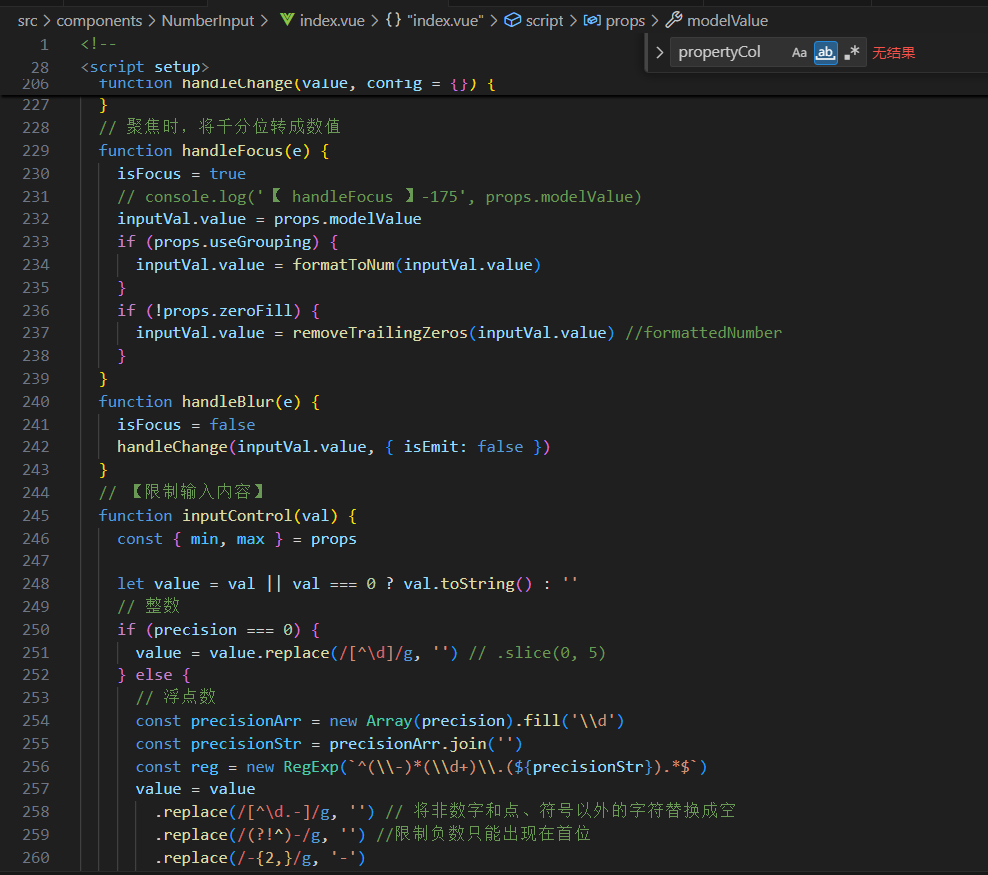 src > components > NumberInput > index.vue > {} "index.vue" > script > props > modelValue
propertyCol Aa ab. .* 无结果
1 <!--
28 <script setup>
206 function handleChange(value, config = {}) {
227 }
228 // 聚焦时，将千分位转成数值
229 function handleFocus(e) {
230 isFocus = true
231 // console.log('【 handleFocus 】-175', props.modelValue)
232 inputVal.value = props.modelValue
233 if (props.useGrouping) {
234 inputVal.value = formatToNum(inputVal.value)
235 }
236 if (!props.zeroFill) {
237 inputVal.value = removeTrailingZeros(inputVal.value) //formattedNumber
238 }
239 }
240 function handleBlur(e) {
241 isFocus = false
242 handleChange(inputVal.value, { isEmit: false })
243 }
244 // 【限制输入内容】
245 function inputControl(val) {
246 const { min, max } = props
247
248 let value = val || val === 0 ? val.toString() : ''
249 // 整数
250 if (precision === 0) {
251 value = value.replace(/[^\d]/g, '') // .slice(0, 5)
252 } else {
253 // 浮点数
254 const precisionArr = new Array(precision).fill('\\d')
255 const precisionStr = precisionArr.join('')
256 const reg = new RegExp(`^(\\-)*(\\d+)\\.(${precisionStr}).*$`)
257 value = value
258 .replace(/[^\d.-]/g, '') // 将非数字和点、符号以外的字符替换成空
259 .replace(/(?!^)-/g, '') //限制负数只能出现在首位
260 .replace(/-{2,}/g, '-')